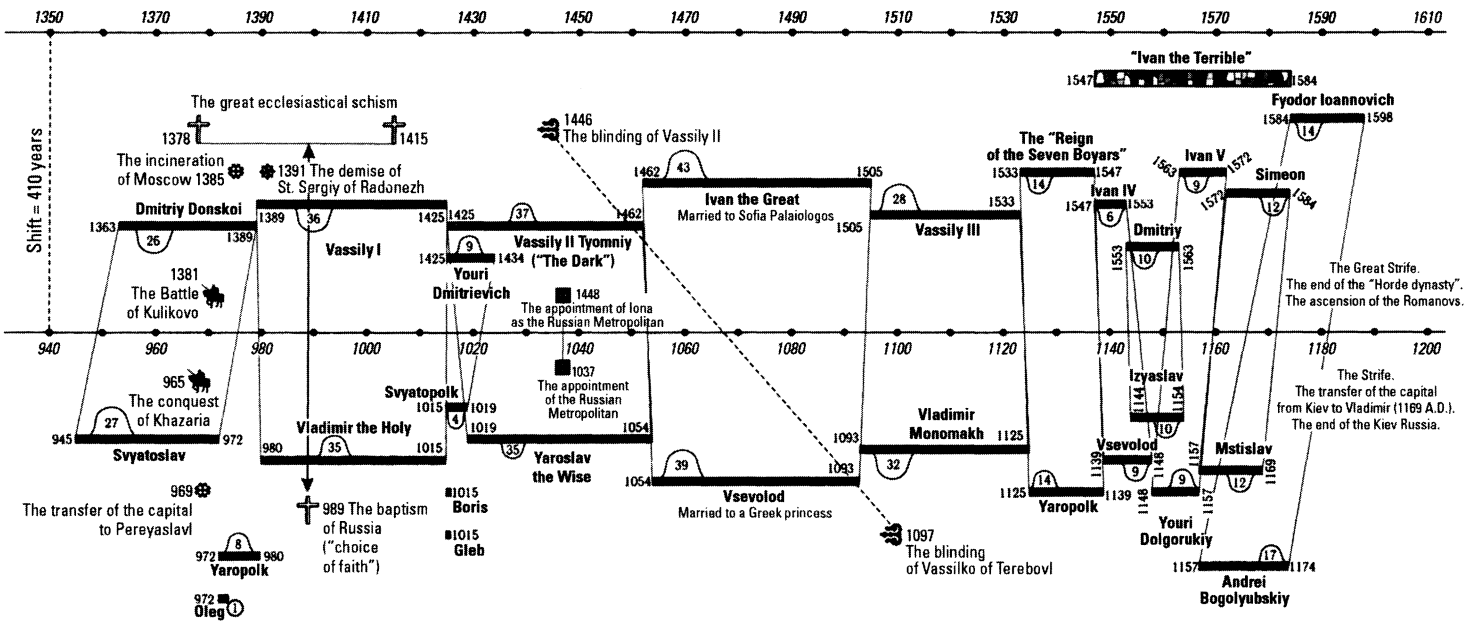 1350 1370 1390 1410 1430 1450 1470 1490 1510 1530 1550 1570 1590 1610
"Ivan the Terrible"
1547 1584
Fyodor Ioannovich
1584 1598
14
The great ecclesiastical schism
1378 1415
1446
The blinding of Vassily II
Shift = 410 years
The incineration
of Moscow 1385
1391 The demise of
St. Sergiy of Radonezh
Dmitriy Donskoi
1363 1389
26
1389 1425
36
Vassily I
1425 1462
37
Vassily II Tyomniy
("The Dark")
1425 1434
9
Youri
Dmitrievich
1462 1505
43
Ivan the Great
Married to Sofia Palaiologos
1505 1533
28
Vassily III
The "Reign
of the Seven Boyars"
1533 1547
14
Ivan IV
1547 1553
6
Dmitriy
1553 1563
10
Ivan V
1563 1572
9
Simeon
1572 1584
12
1381
The Battle
of Kulikovo
1448
The appointment of Iona
as the Russian Metropolitan
The Great Strife.
The end of the "Horde dynasty".
The ascension of the Romanovs.
940 960 980 1000 1020 1040 1060 1080 1100 1120 1140 1160 1180 1200
965
The conquest
of Khazaria
945 972
27
Svyatoslav
Vladimir the Holy
980 1015
35
Svyatopolk
1015 1019
4
1019 1054
35
Yaroslav
the Wise
1037
The appointment
of the Russian
Metropolitan
1054 1093
39
Vsevolod
Married to a Greek princess
Vladimir
Monomakh
1093 1125
32
1125 1139
14
Yaropolk
Izyaslav
1144 1154
10
Vsevolod
1139 1148
9
1148 1157
9
Youri
Dolgorukiy
Mstislav
1157 1169
12
1157 1174
17
Andrei
Bogolyubskiy
The Strife.
The transfer of the capital
from Kiev to Vladimir (1169 A.D.).
The end of the Kiev Russia.
969
The transfer of the capital
to Pereyaslavl
989 The baptism
of Russia
("choice
of faith")
1015
Boris
1015
Gleb
972 980
8
Yaropolk
972
Oleg 1
1097
The blinding
of Vassilko of Terebovl